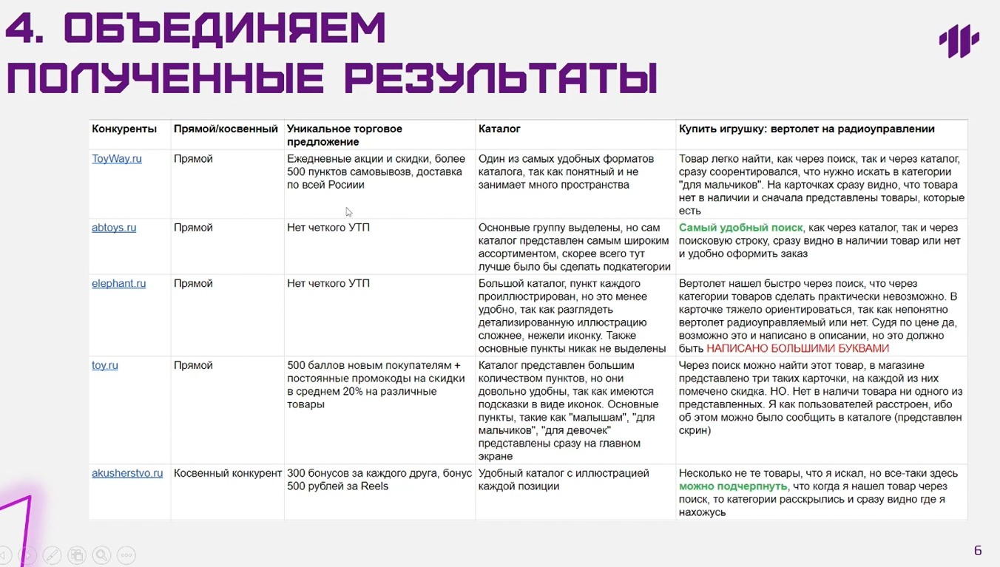 4. ОБЪЕДИНЯЕМ
ПОЛУЧЕННЫЕ РЕЗУЛЬТАТЫ
Конкуренты
Прямой/косвенный
Уникальное торговое
предложение
Каталог
Купить игрушку: вертолет на радиоуправлении
ToyWay.ru
Прямой
Ежедневные акции и скидки, более
500 пунктов самовывозв, доставка
по всей Росиии
Один из самых удобных форматов
каталога, так как понятный и не
занимает много пространства
Товар легко найти, как через поиск, так и через каталог,
сразу соорентировался, что нужно искать в категории
"для мальчиков". На карточках сразу видно, что товара
нет в наличии и сначала представлены товары, которые
есть
abtoys.ru
Прямой
Нет четкого УТП
Основные группу выделены, но сам
каталог представлен самым широким
ассортиментом, скорее всего тут
лучше было бы сделать подкатегории
Самый удобный поиск, как через каталог, так и через
поисковую строку, сразу видно в наличии товар или нет
и удобно оформить заказ
elephant.ru
Прямой
Нет четкого УТП
Большой каталог, пункт каждого
проиллюстрирован, но это менее
удобно, так как разглядеть
детализированную иллюстрацию
сложнее, нежели иконку. Также
основные пункты никак не выделены
Вертолет нашел быстро через поиск, что через
категории товаров сделать практически невозможно. В
карточке тяжело ориентироваться, так как непонятно
вертолет радиоуправляемый или нет. Судя по цене да,
возможно это и написано в описании, но это должно
быть НАПИСАНО БОЛЬШИМИ БУКВАМИ
toy.ru
Прямой
500 баллов новым покупателям +
постоянные промокоды на скидки
в среднем 20% на различные
товары
Каталог представлен большим
количеством пунктов, но они
довольно удобны, так как имеются
подсказки в виде иконок. Основные
пункты, такие как "малышам", "для
мальчиков", "для девочек"
представлены сразу на главном
экране
Через поиск можно найти этот товар, в магазине
представлено три таких карточки, на каждой из них
помечено скидка. НО. Нет в наличи товара ни одного из
представленных. Я как пользователей расстроен, ибо
об этом можно было сообщить в каталоге (представлен
скрин)
akusherstvo.ru
Косвенный конкурент
300 бонусов за каждого друга, бонус
500 рублей за Reels
Удобный каталог с иллюстрацией
каждой позиции
Несколько не те товары, что я искал, но все-таки здесь
можно подчерпнуть, что когда я нашел товар через
поиск, то категории расскрылись и сразу видно где я
нахожусь
6